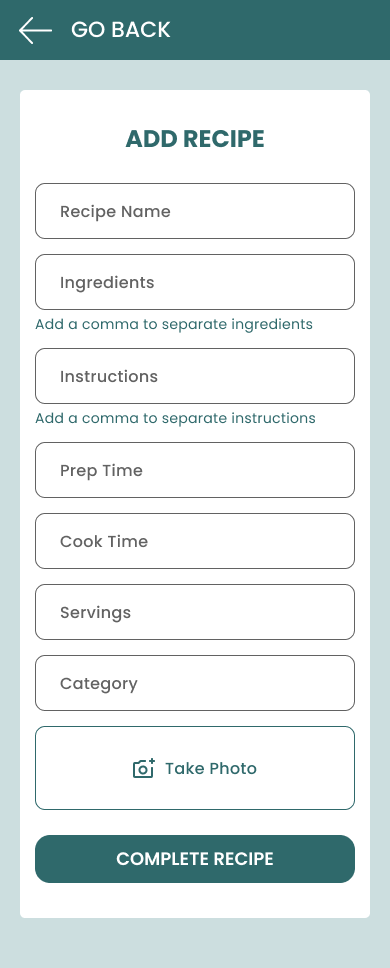 GO BACK
ADD RECIPE
Recipe Name
Ingredients
Add a comma to separate ingredients
Instructions
Add a comma to separate instructions
Prep Time
Cook Time
Servings
Category
Take Photo
COMPLETE RECIPE